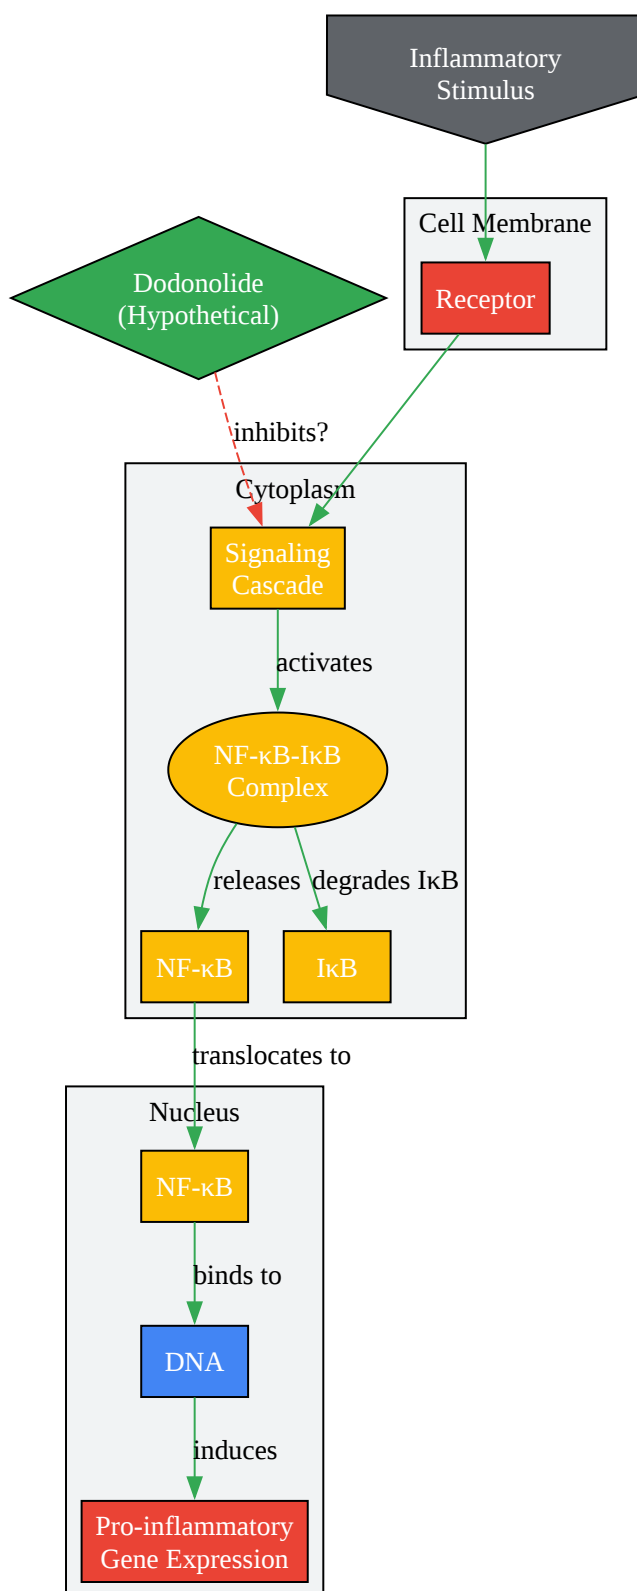 Inflammatory
Stimulus
Cell Membrane
Receptor
Dodonolide
(Hypothetical)
inhibits?
Cytoplasm
Signaling
Cascade
activates
NF-κB-IκB
Complex
releases
degrades IκB
NF-κB
IκB
translocates to
Nucleus
NF-κB
binds to
DNA
induces
Pro-inflammatory
Gene Expression